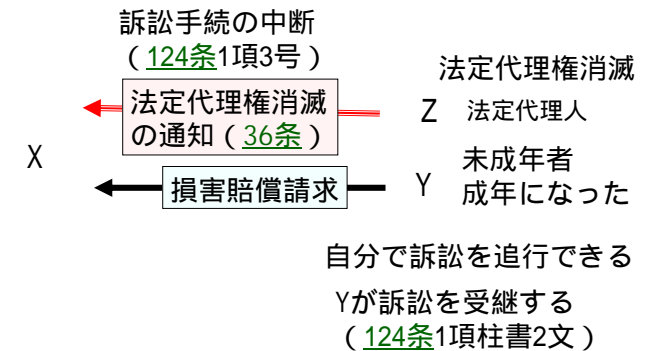 訴訟手続の中断
(124条1項3号)
法定代理権消滅
法定代理権消滅
の通知(36条)
Z 法定代理人
X
未成年者
Y 成年になった
損害賠償請求
自分で訴訟を追行できる
Yが訴訟を受継する
(124条1項柱書2文)